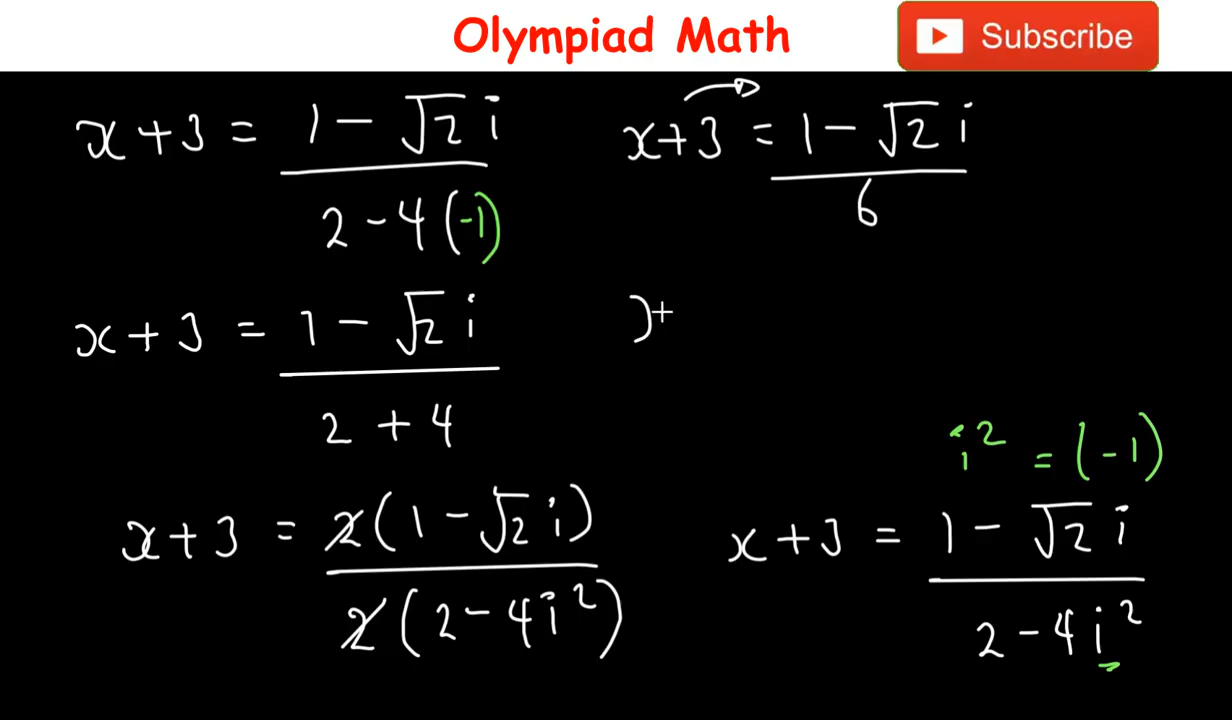 Olympiad Math
Subscribe
x + 3 = 1 - √2 i / 2 - 4(-1)
x + 3 = 1 - √2 i / 6
x + 3 = 1 - √2 i / 2 + 4
i² = (-1)
x + 3 = 2(1 - √2 i) / 2(2 - 4i²)
x + 3 = 1 - √2 i / 2 - 4i²